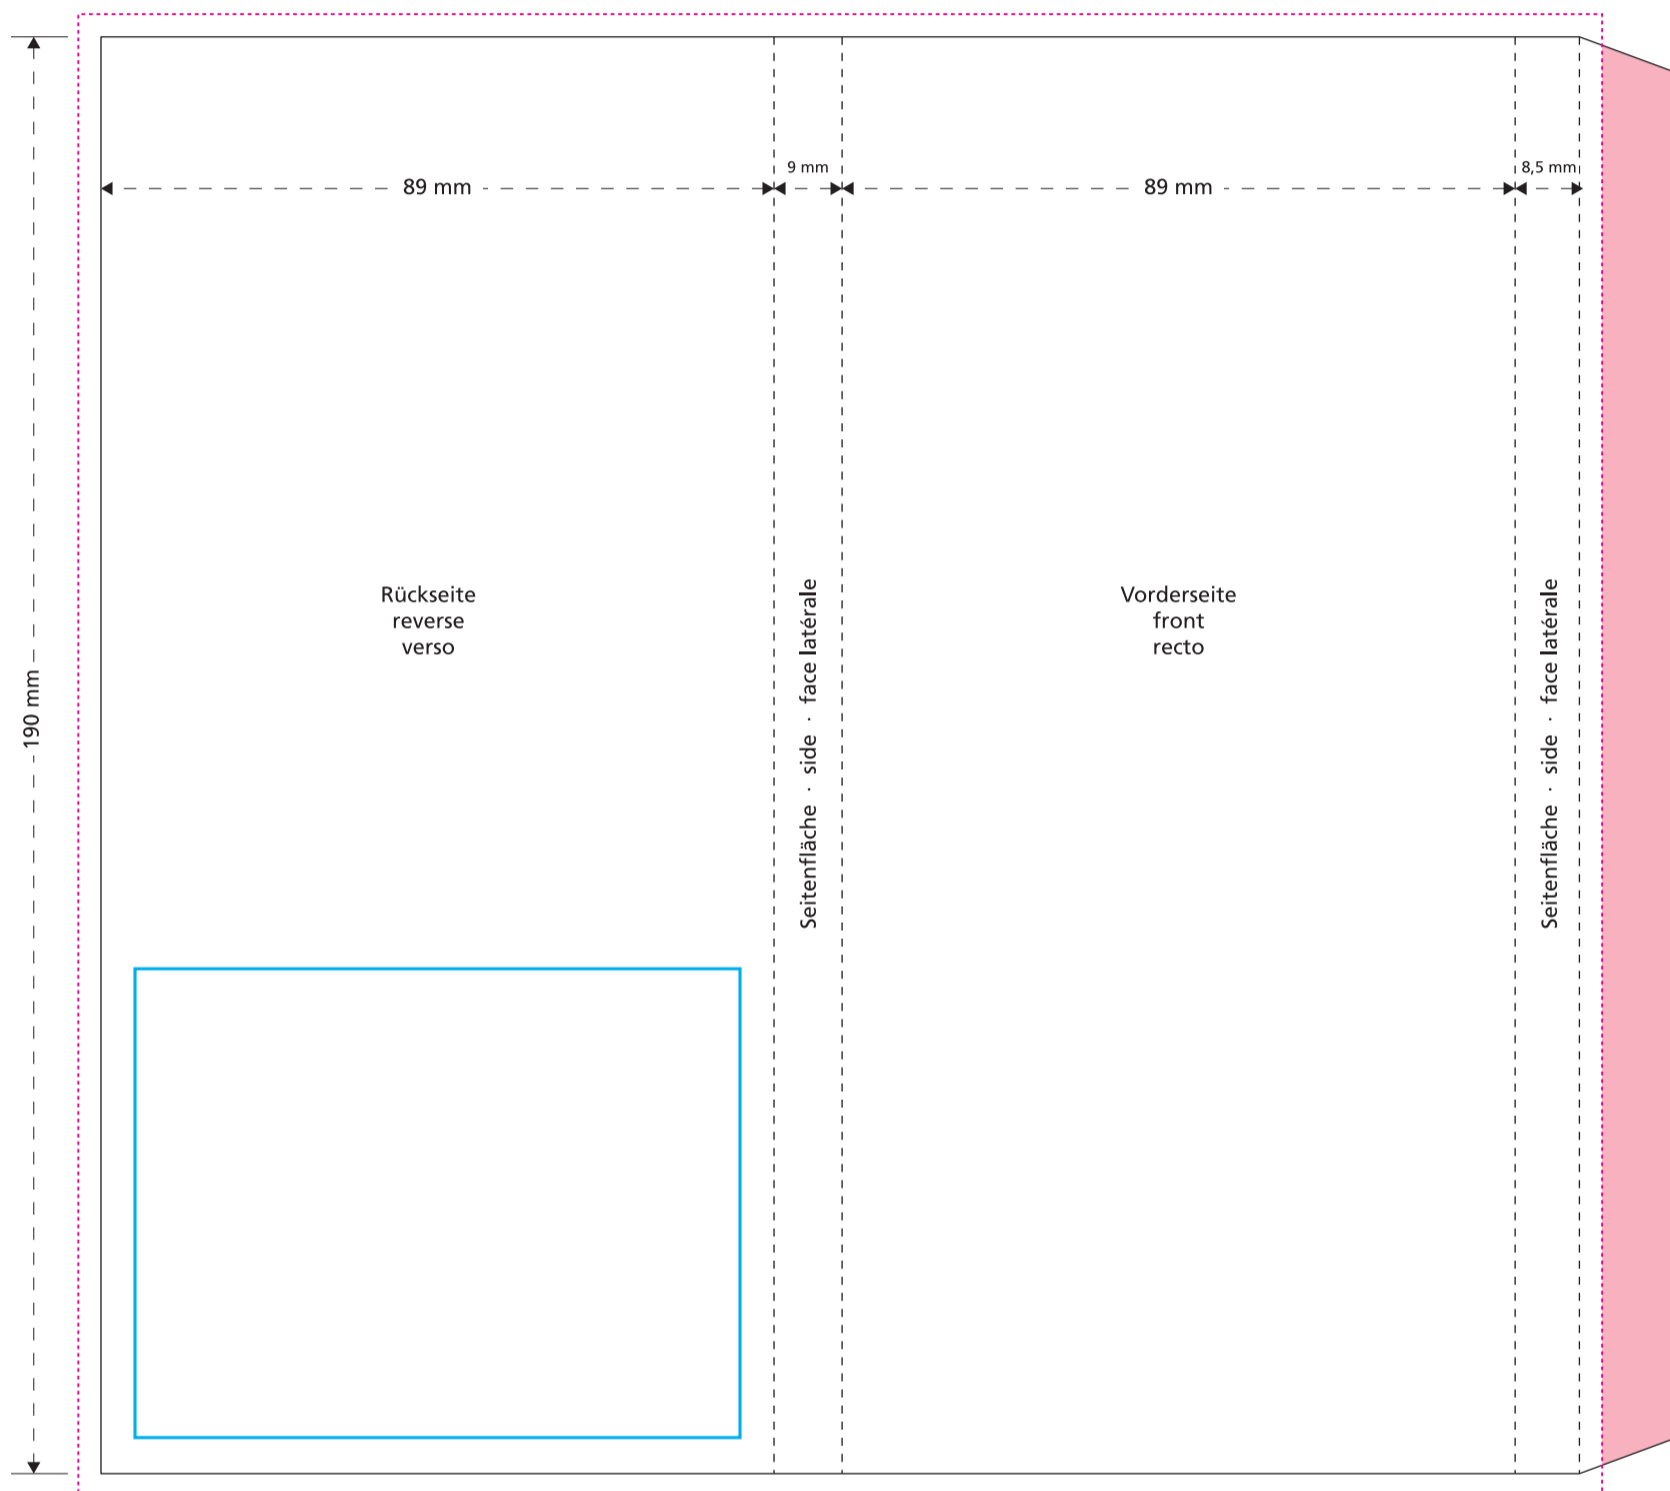 89 mm
9 mm
89 mm
8,5 mm
190 mm
Rückseite
reverse
verso
Seitenfläche · side · face latérale
Vorderseite
front
recto
Seitenfläche · side · face latérale